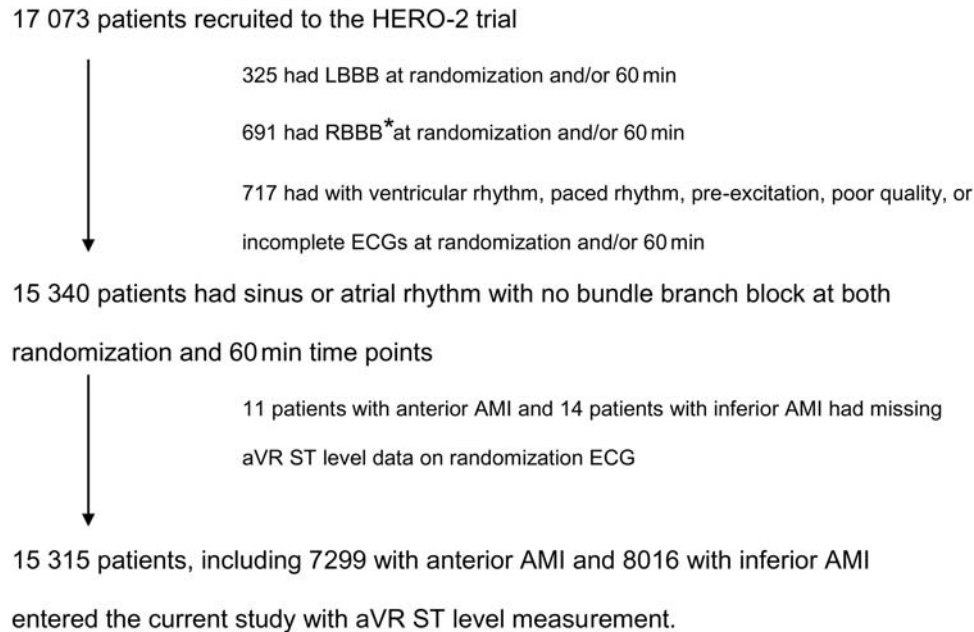 17 073 patients recruited to the HERO-2 trial
325 had LBBB at randomization and/or 60 min
691 had RBBB*at randomization and/or 60 min
717 had with ventricular rhythm, paced rhythm, pre-excitation, poor quality, or
incomplete ECGs at randomization and/or 60 min
15 340 patients had sinus or atrial rhythm with no bundle branch block at both
randomization and 60 min time points
11 patients with anterior AMI and 14 patients with inferior AMI had missing
aVR ST level data on randomization ECG
15 315 patients, including 7299 with anterior AMI and 8016 with inferior AMI
entered the current study with aVR ST level measurement.